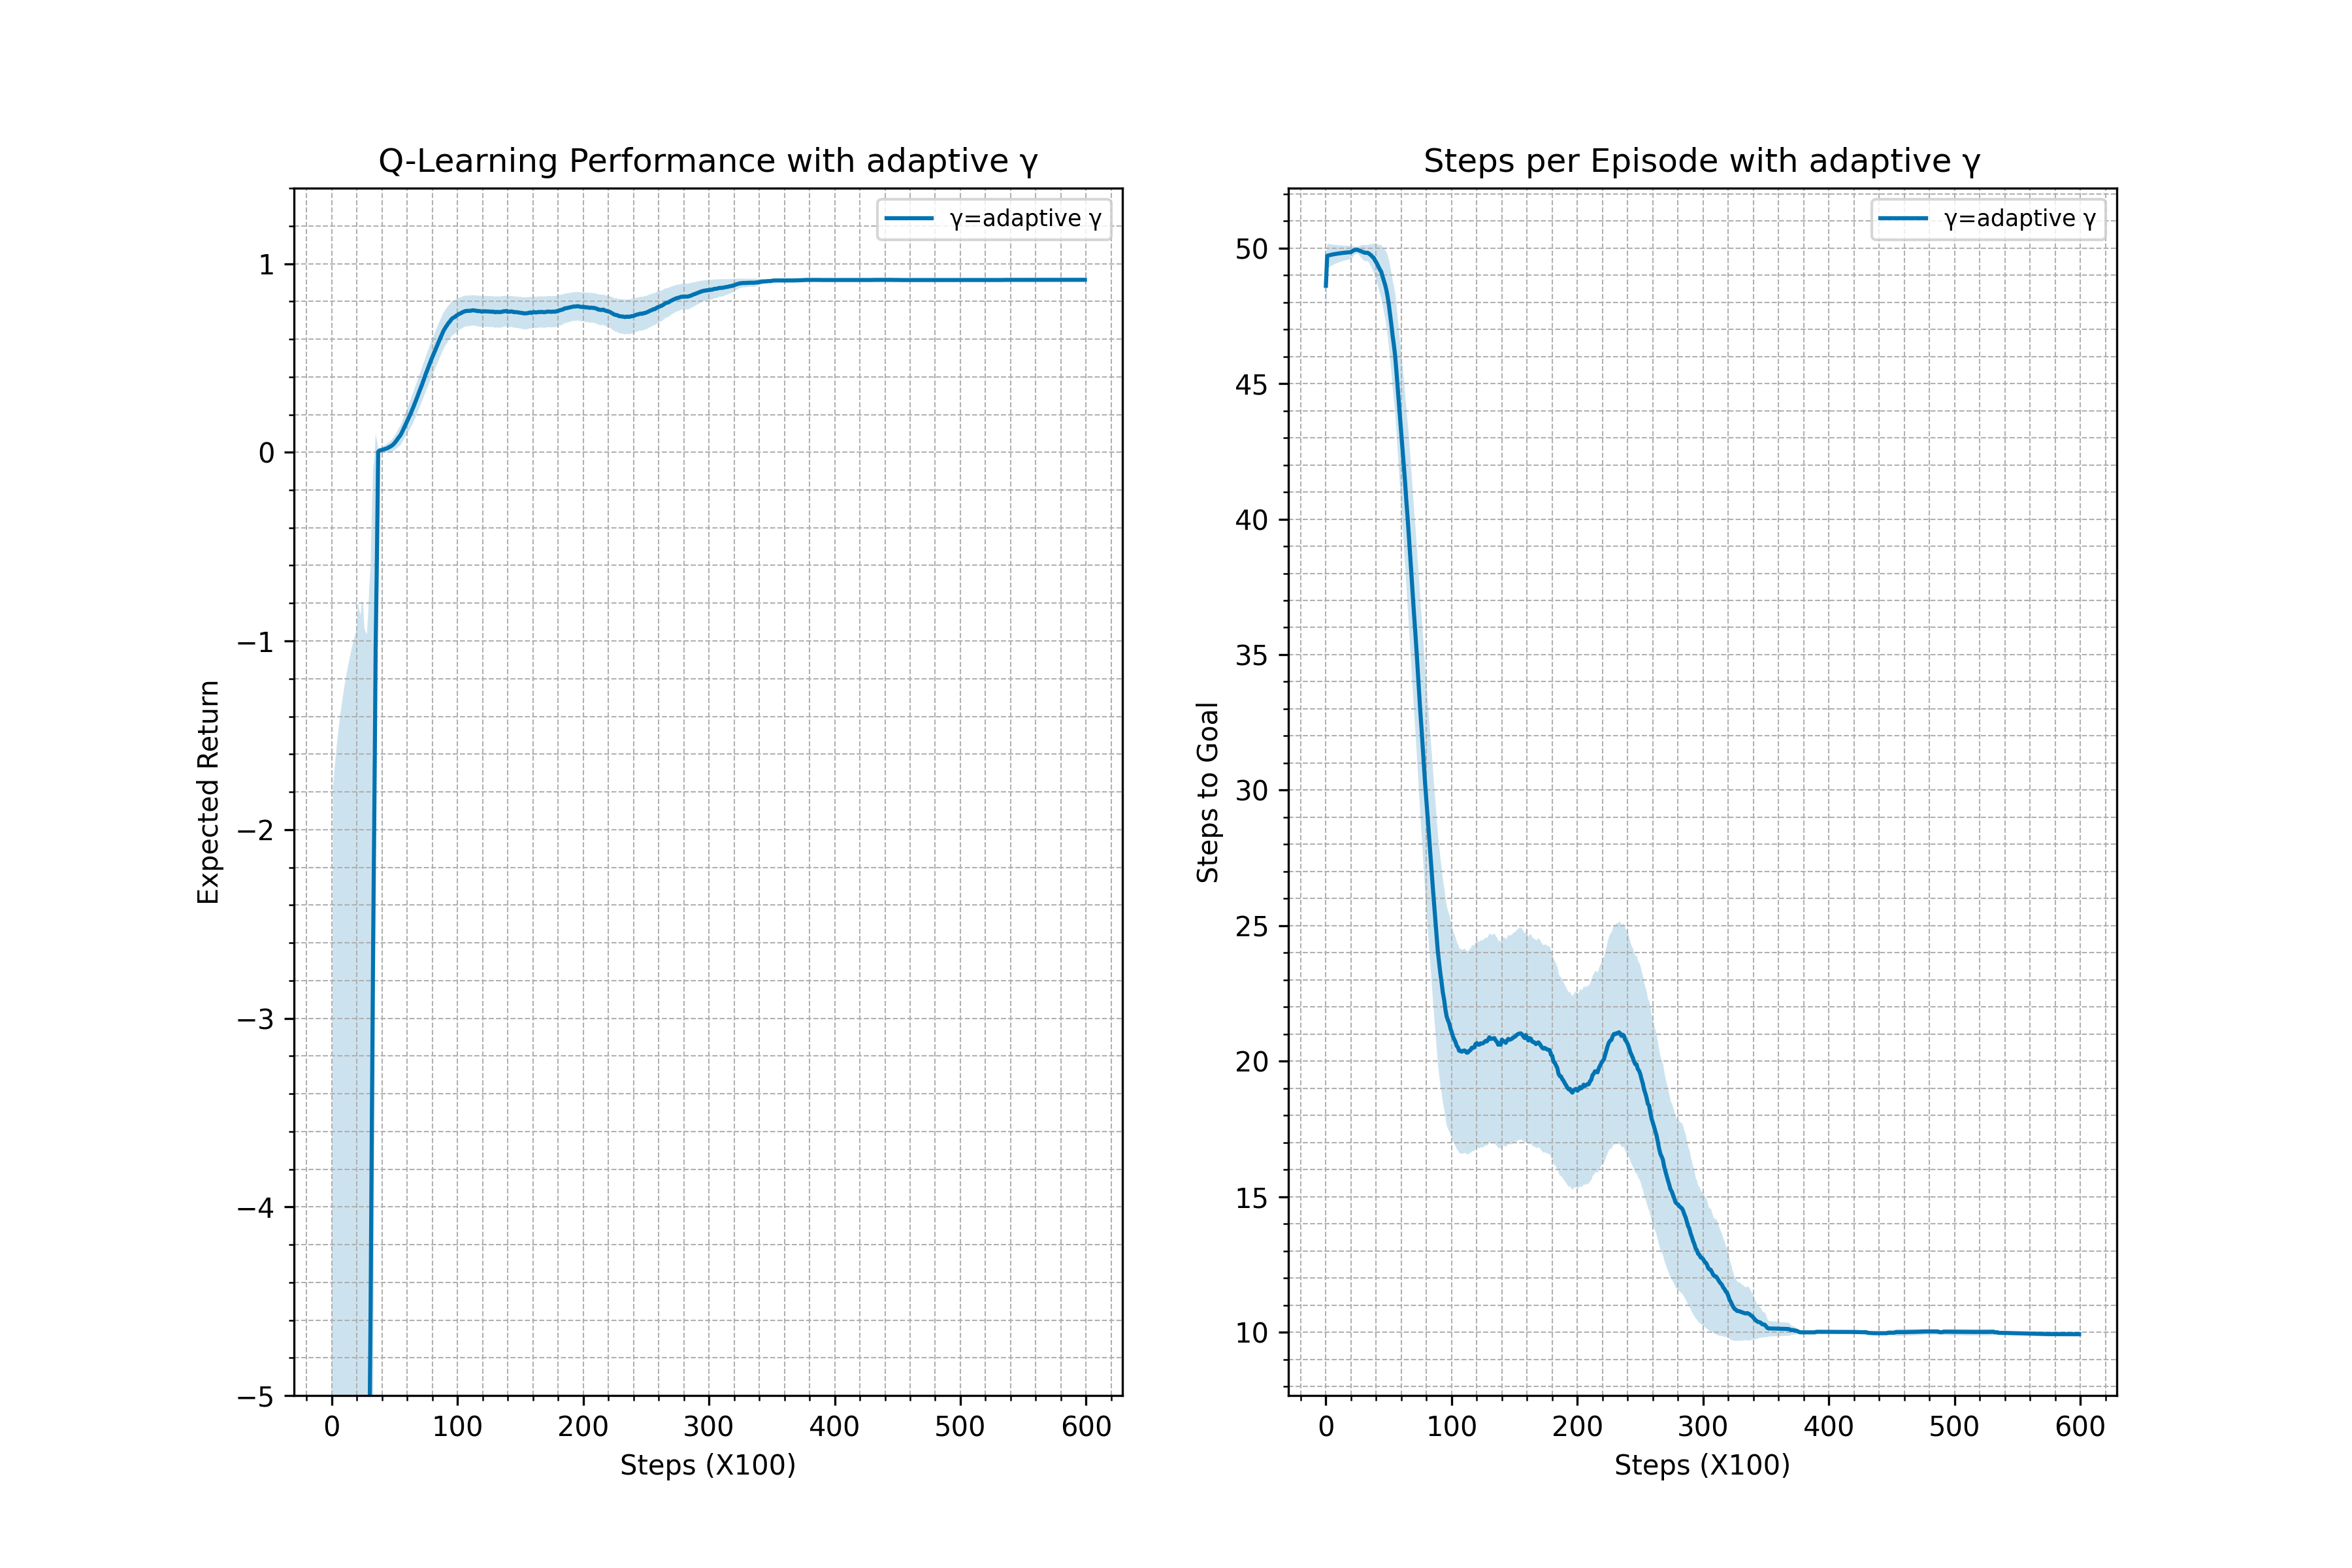 Q-Learning Performance with adaptive γ
γ=adaptive γ
Expected Return
1
0
−1
−2
−3
−4
−5
0 100 200 300 400 500 600
Steps (X100)
Steps per Episode with adaptive γ
γ=adaptive γ
Steps to Goal
50
45
40
35
30
25
20
15
10
0 100 200 300 400 500 600
Steps (X100)